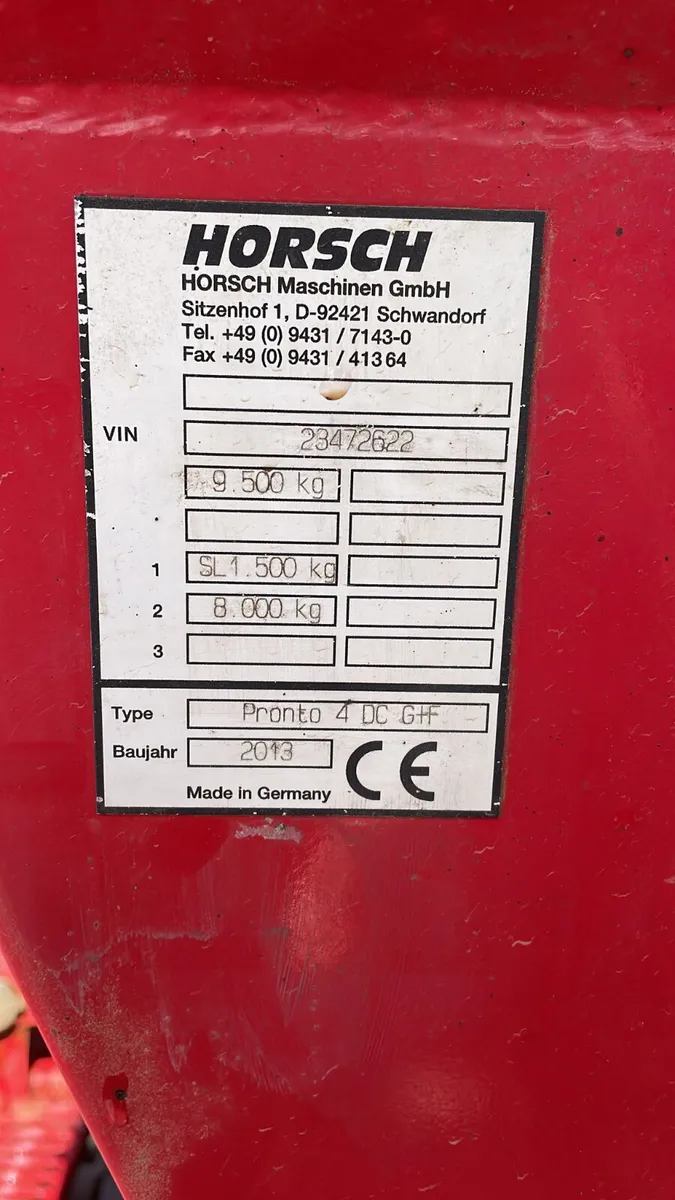 HORSCH
HORSCH Maschinen GmbH
Sitzenhof 1, D-92421 Schwandorf
Tel. +49 (0) 9431 / 7143-0
Fax +49 (0) 9431 / 413 64
VIN 23472622
9.500 kg
1 SL1.500 kg
2 8.000 kg
3
Type Pronto 4 DC G+F
Baujahr 2013 CE
Made in Germany